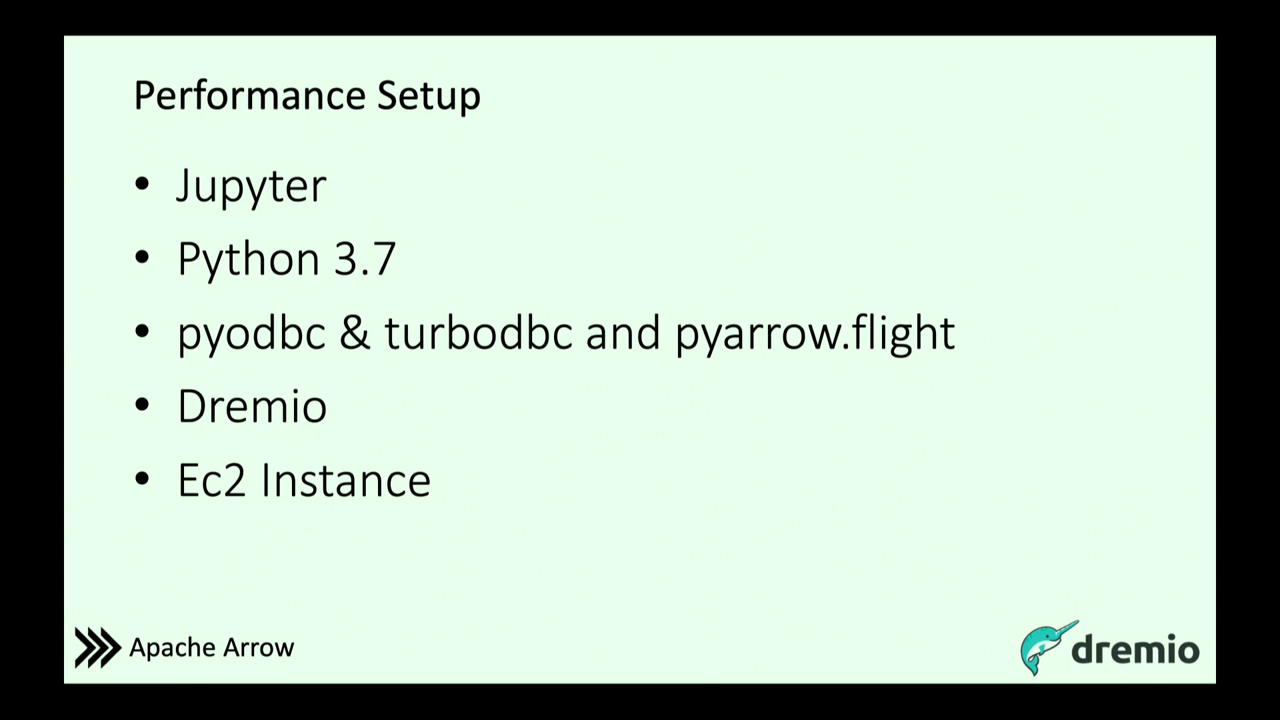 Performance Setup
• Jupyter
• Python 3.7
• pyodbc & turbodbc and pyarrow.flight
• Dremio
• Ec2 Instance
Apache Arrow
dremio